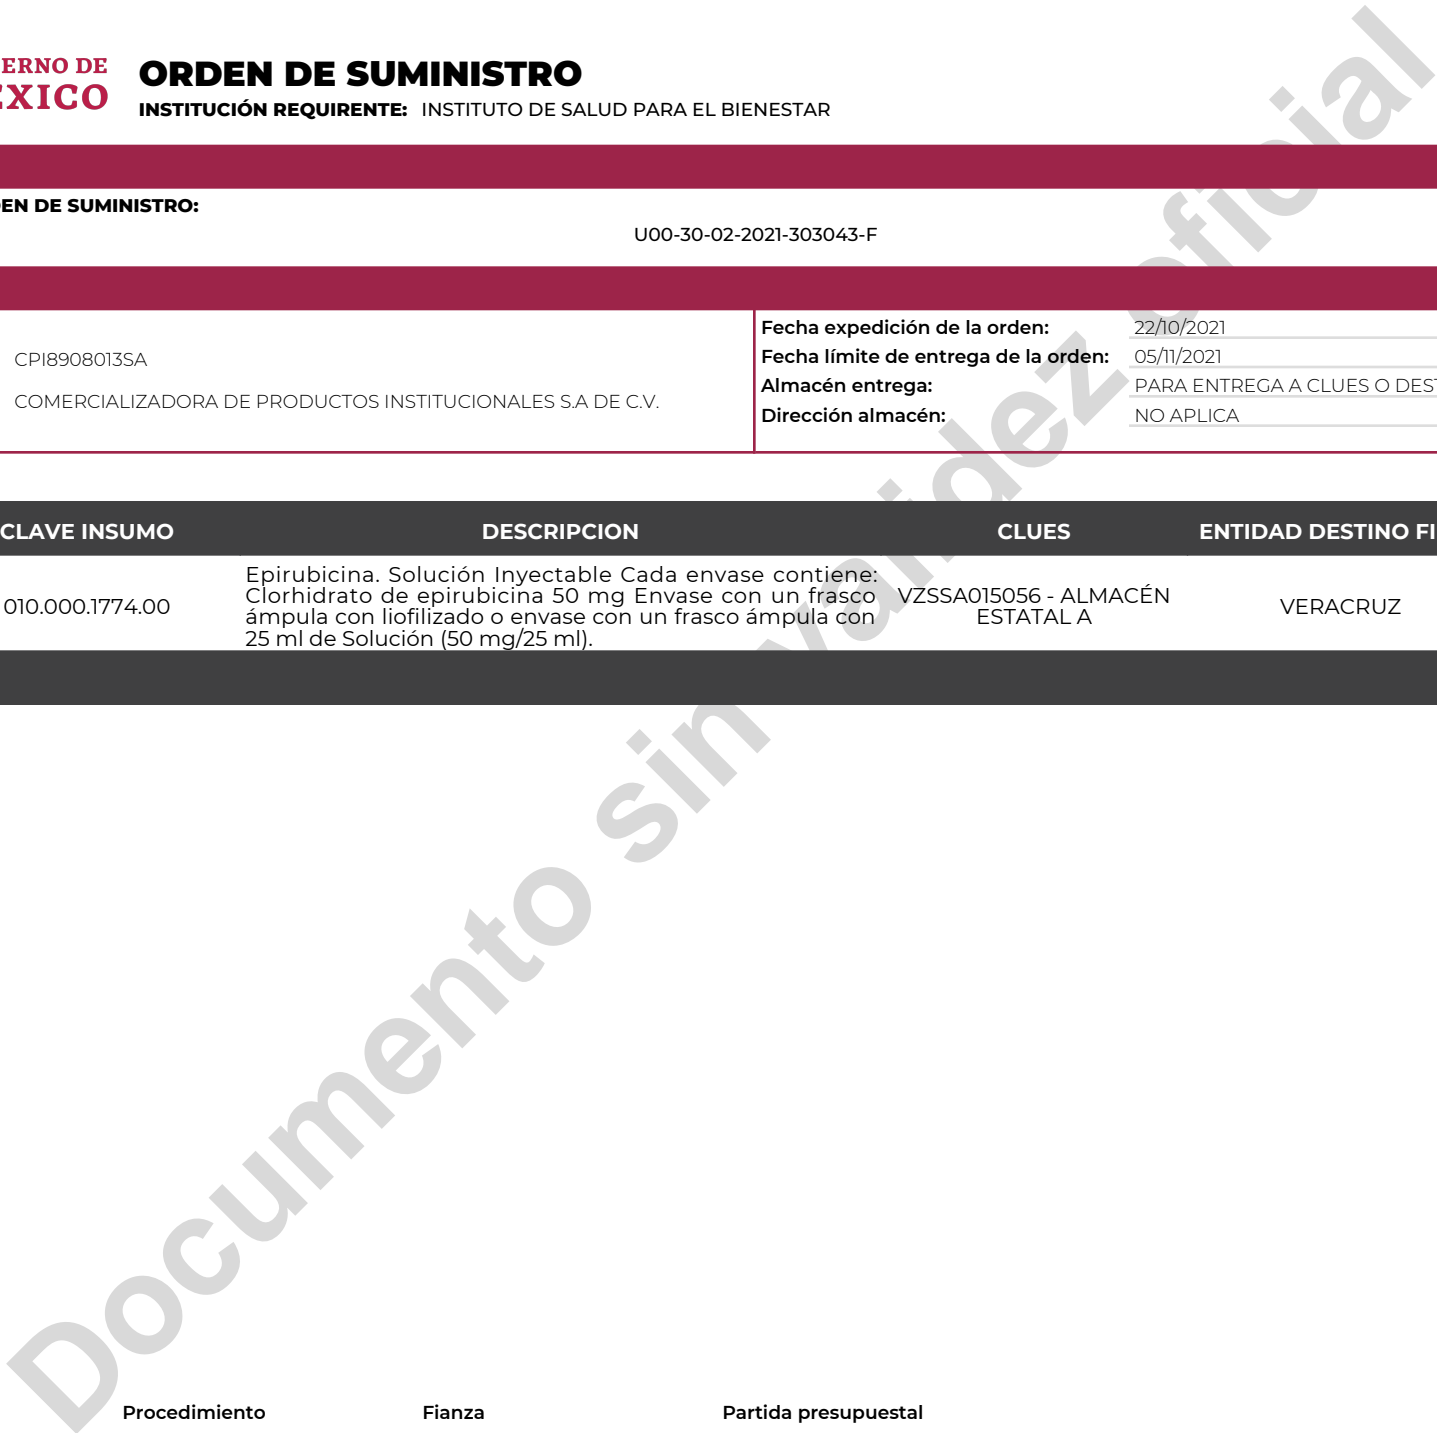 ERNO DE
EXICO
ORDEN DE SUMINISTRO
INSTITUCIÓN REQUIRENTE: INSTITUTO DE SALUD PARA EL BIENESTAR
EN DE SUMINISTRO:
U00-30-02-2021-303043-F
CPI8908013SA
COMERCIALIZADORA DE PRODUCTOS INSTITUCIONALES S.A DE C.V.
Fecha expedición de la orden: 22/10/2021
Fecha límite de entrega de la orden: 05/11/2021
Almacén entrega: PARA ENTREGA A CLUES O DEST
Dirección almacén: NO APLICA
CLAVE INSUMO DESCRIPCION CLUES ENTIDAD DESTINO FI
010.000.1774.00
Epirubicina. Solución Inyectable Cada envase contiene:
Clorhidrato de epirubicina 50 mg Envase con un frasco
ámpula con liofilizado o envase con un frasco ámpula con
25 ml de Solución (50 mg/25 ml).
VZSSA015056 - ALMACÉN
ESTATAL A
VERACRUZ
Documento sin validez oficial
Procedimiento Fianza Partida presupuestal